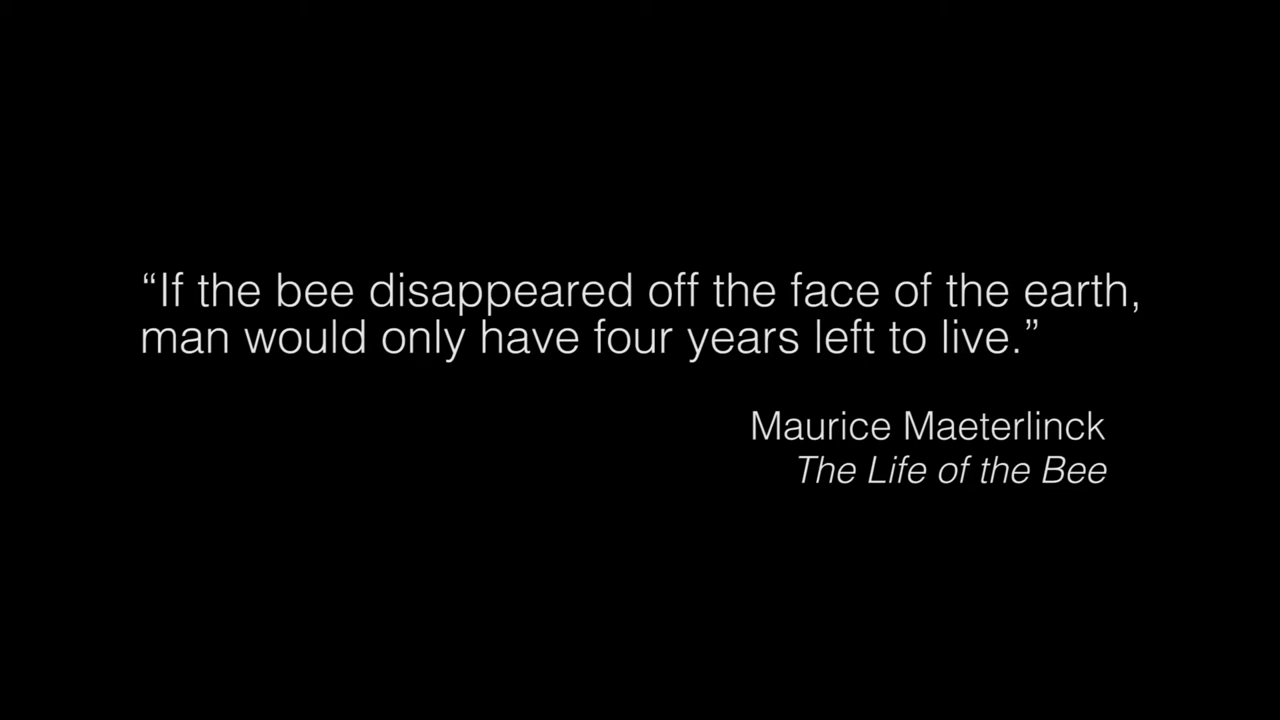 “If the bee disappeared off the face of the earth,
man would only have four years left to live.”
Maurice Maeterlinck
The Life of the Bee